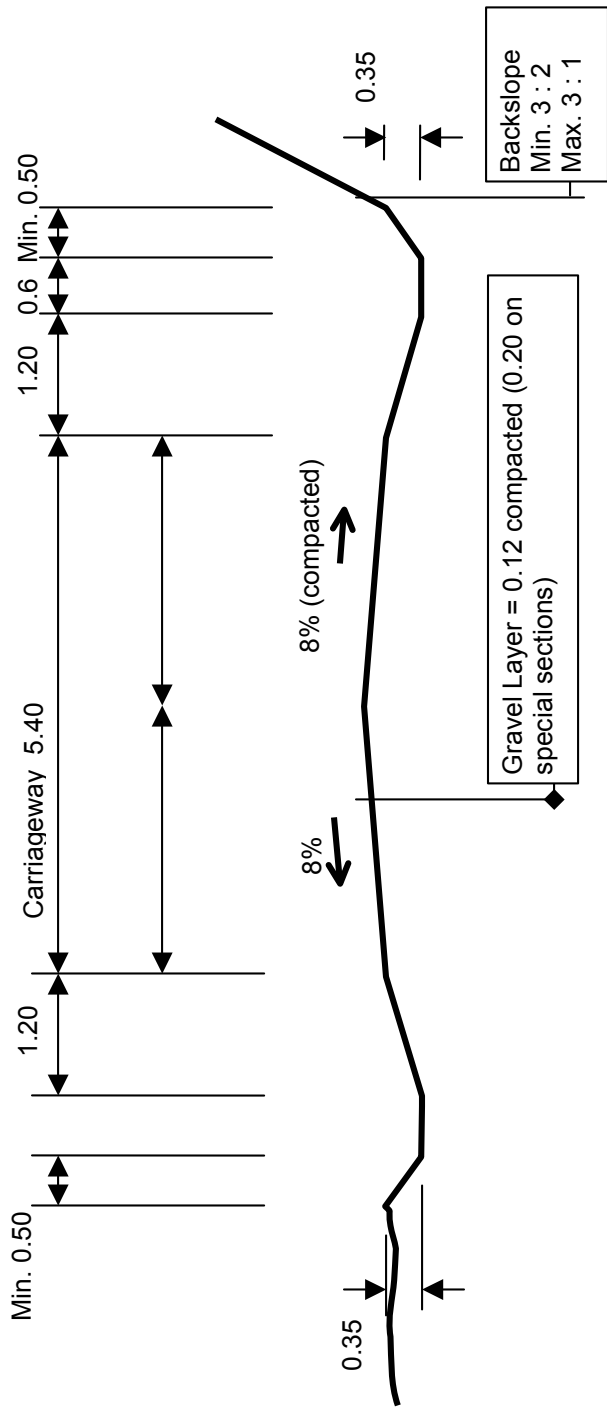 Min. 0.50
1.20
Carriageway 5.40
1.20
0.6
Min. 0.50
8%
8% (compacted)
0.35
0.35
Gravel Layer = 0.12 compacted (0.20 on
special sections)
Backslope
Min. 3 : 2
Max. 3 : 1